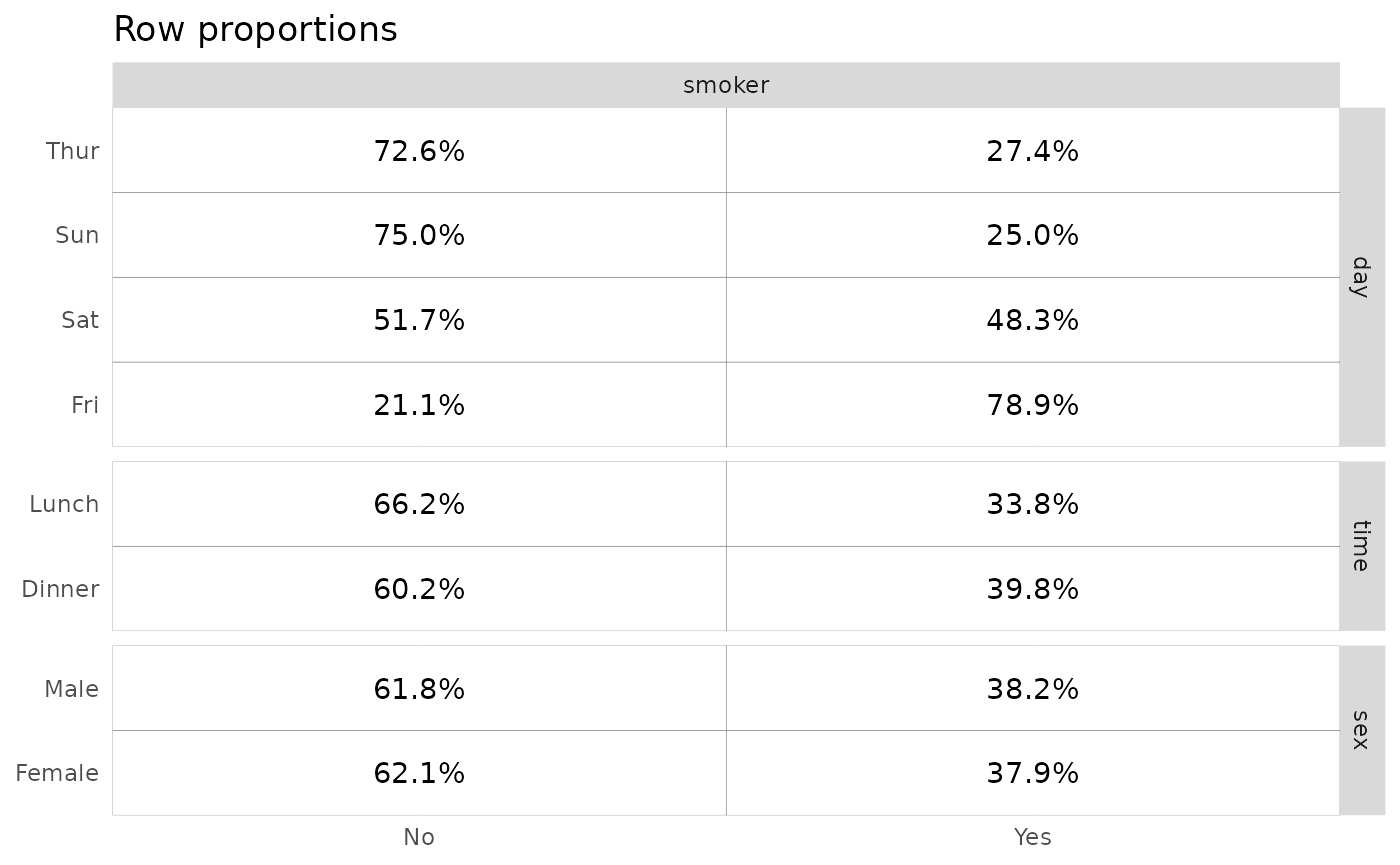 Row proportions
smoker
Thur 72.6% 27.4%
Sun 75.0% 25.0%
Sat 51.7% 48.3%
Fri 21.1% 78.9%
day
Lunch 66.2% 33.8%
Dinner 60.2% 39.8%
time
Male 61.8% 38.2%
Female 62.1% 37.9%
sex
No Yes